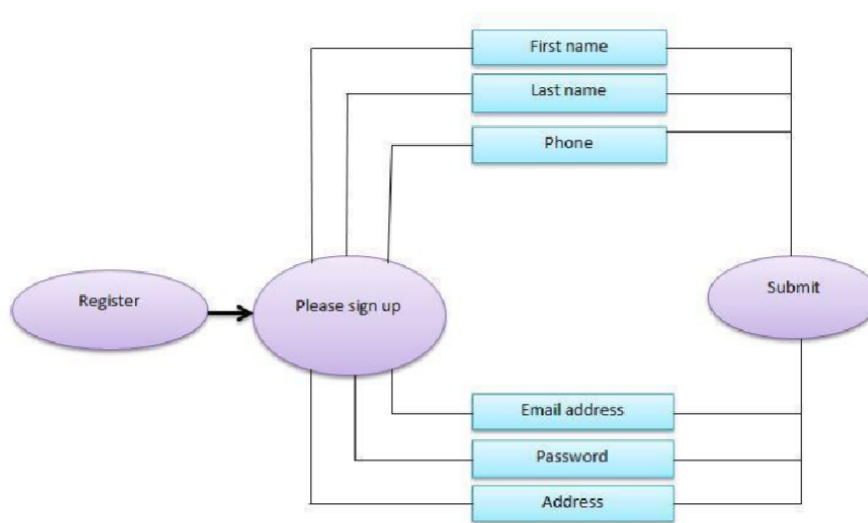 First name
Last name
Phone
Register
Please sign up
Submit
Email address
Password
Address